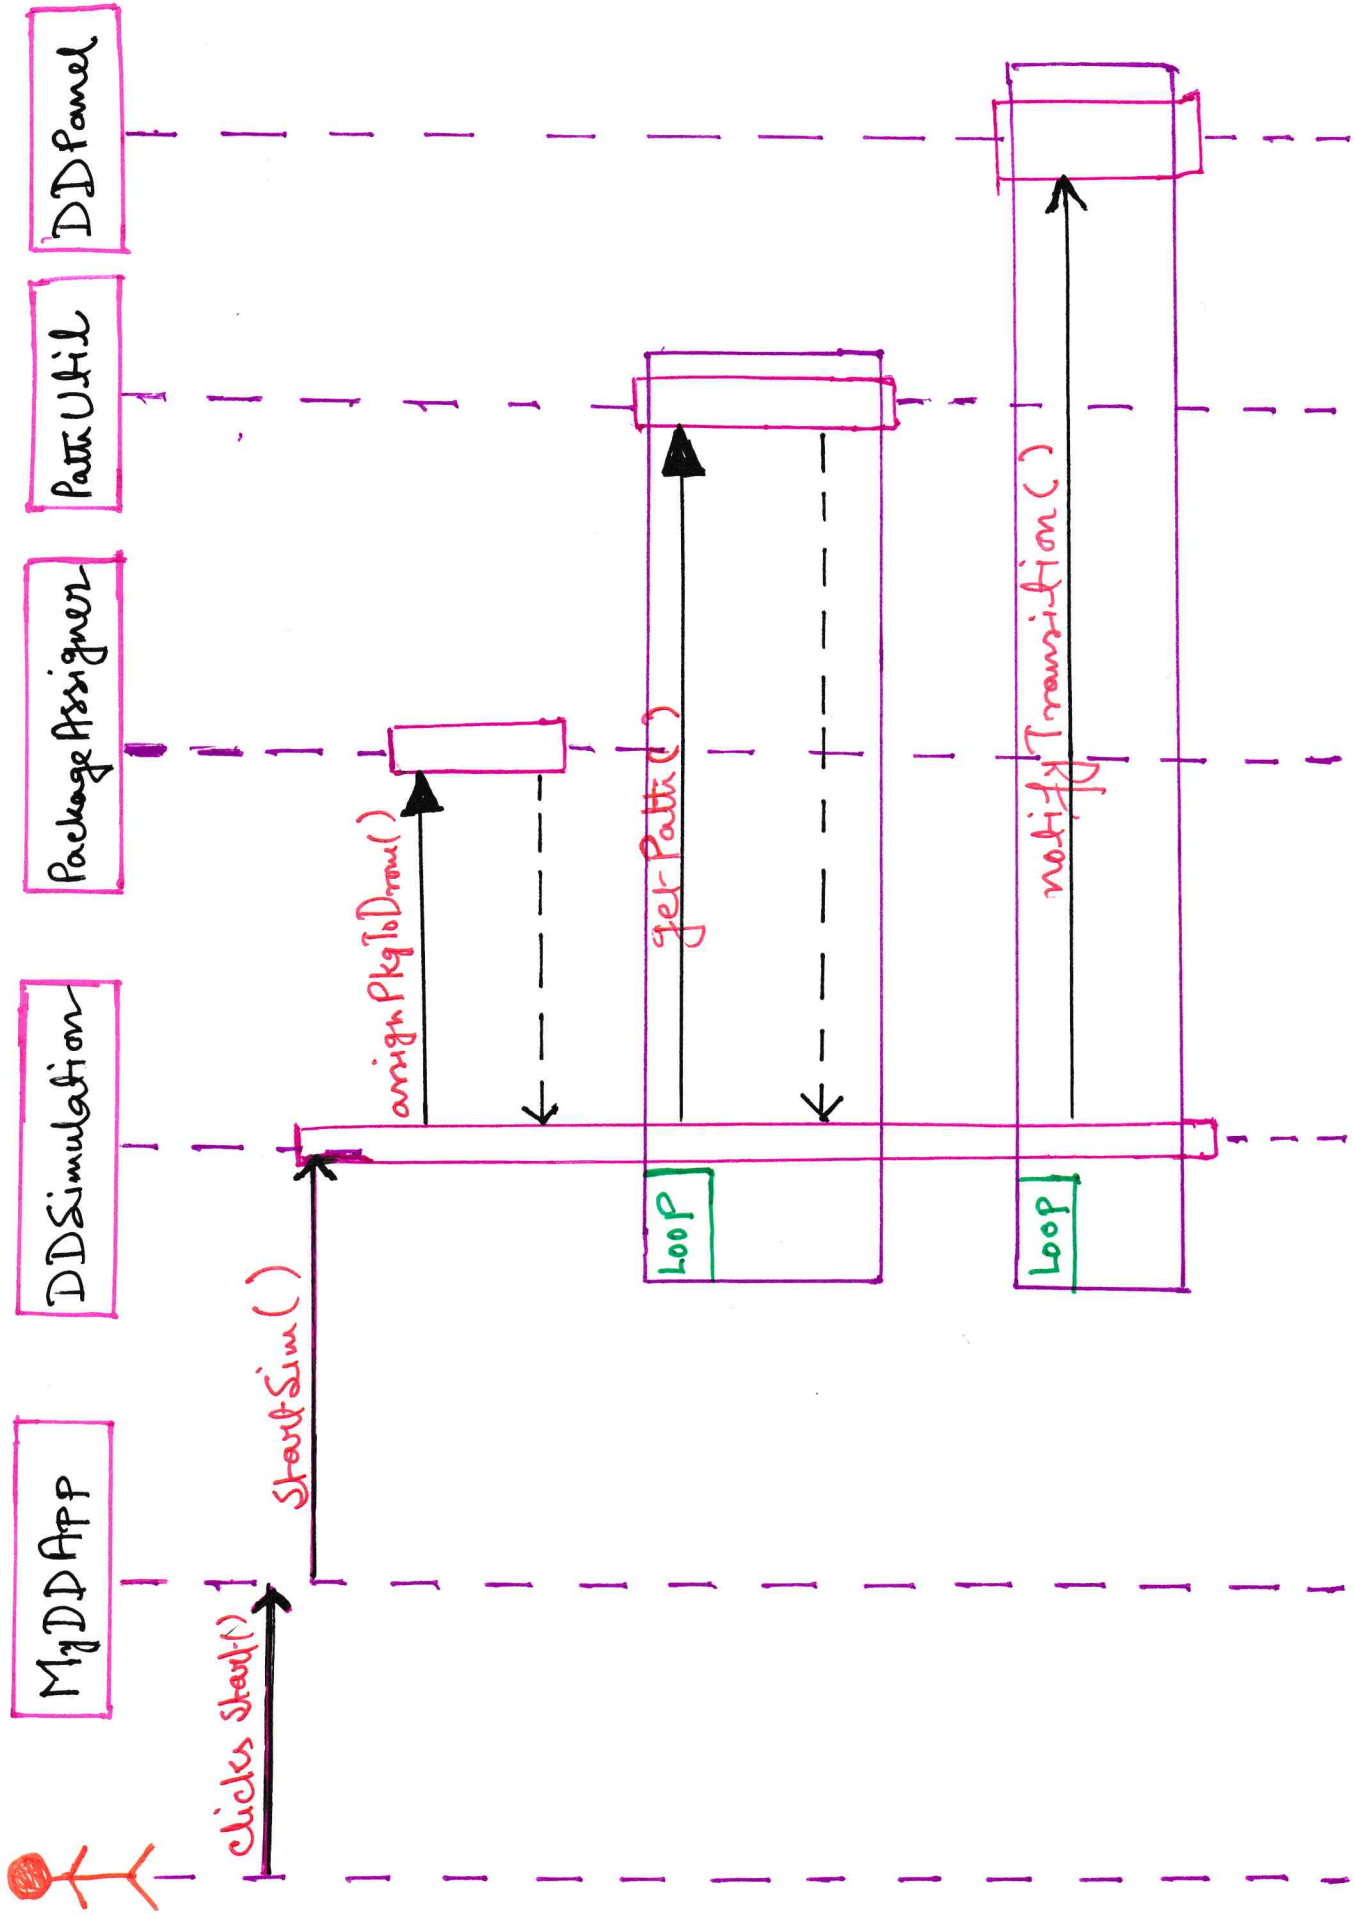 MyDDApp
DDSimulation
PackageAssigner
PathUtil
DDPanel
clicks start()
startSim()
assignPkgToDrone()
getPath()
notifyTransition()
LOOP
LOOP